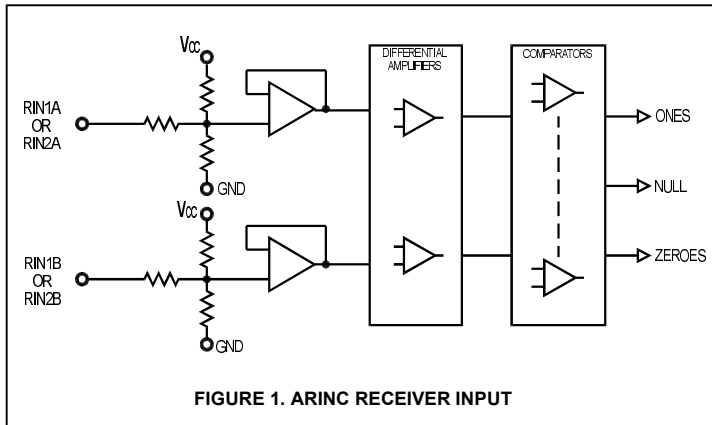 VCC
DIFFERENTIAL
AMPLIFIERS
COMPARATORS
RIN1A
OR
RIN2A
ONES
GND
NULL
VCC
RIN1B
OR
RIN2B
ZEROES
GND
FIGURE 1. ARINC RECEIVER INPUT